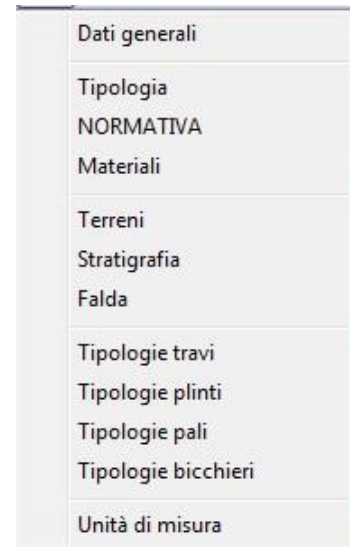 Dati generali
Tipologia
NORMATIVA
Materiali
Terreni
Stratigrafia
Falda
Tipologie travi
Tipologie plinti
Tipologie pali
Tipologie bicchieri
Unità di misura